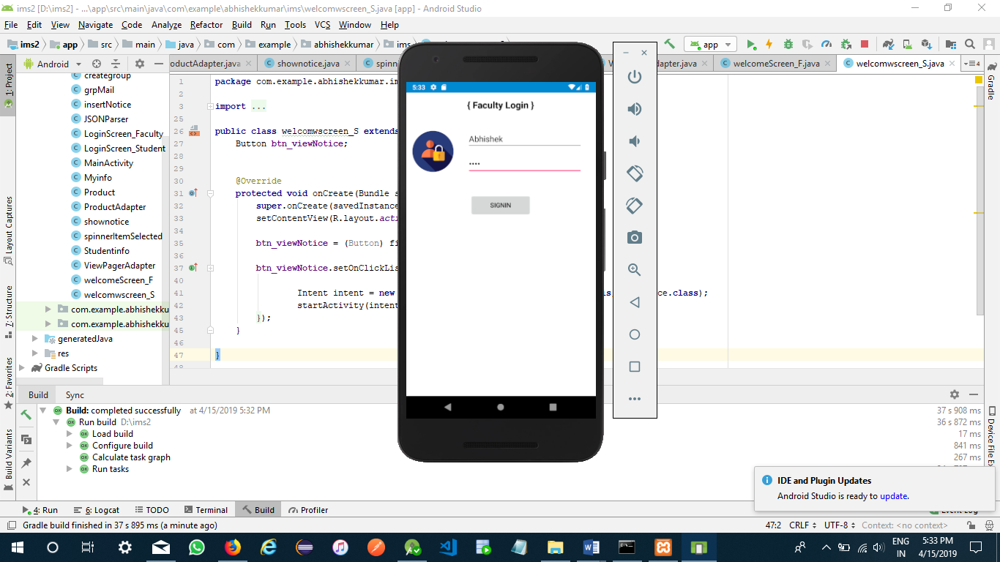 ims2 [D:\ims2] - ...\app\src\main\java\com\example\abhishekkumar\ims\welcomwscreen_S.java [app] - Android Studio
File Edit View Navigate Code Analyze Refactor Build Run Tools VCS Window Help
ims2 app src main java com example abhishekkumar ims
app
Android
oductAdapter.java shownotice.java spinn dapter.java welcomeScreen_F.java welcomwscreen_S.java
4
1: Project
Layout Captures
7: Structure
2: Favorites
Build Variants
creategroup
grpMail
insertNotice
JSONParser
LoginScreen_Faculty
LoginScreen_Student
MainActivity
Myinfo
Product
ProductAdapter
shownotice
spinnerItemSelected
Studentinfo
ViewPagerAdapter
welcomeScreen_F
welcomwscreen_S
com.example.abhishekku
com.example.abhishekku
generatedJava
res
Gradle Scripts
1 package com.example.abhishekkumar.im
2
3 import ...
25
26 public class welcomwscreen_S extends
27 Button btn_viewNotice;
28
29
30 @Override
31 protected void onCreate(Bundle s
32 super.onCreate(savedInstance
33 setContentView(R.layout.acti
34
35 btn_viewNotice = (Button) fi
36
37 btn_viewNotice.setOnClickLis
40
41 Intent intent = new is ce.class);
42 startActivity(intent
43 });
45 }
46
47 }
48
5:33
{ Faculty Login }
Abhishek
••••
SIGNIN
Gradle
Device File Ex
Build Sync
Build: completed successfully at 4/15/2019 5:32 PM 37 s 908 ms
Run build D:\ims2 36 s 872 ms
Load build 17 ms
Configure build 841 ms
Calculate task graph 267 ms
Run tasks
IDE and Plugin Updates
Android Studio is ready to update.
4: Run 6: Logcat TODO Terminal Build Profiler Event Log
Gradle build finished in 37 s 895 ms (a minute ago) 47:2 CRLF UTF-8 Context: <no context>
ENG 5:33 PM
IN 4/15/2019